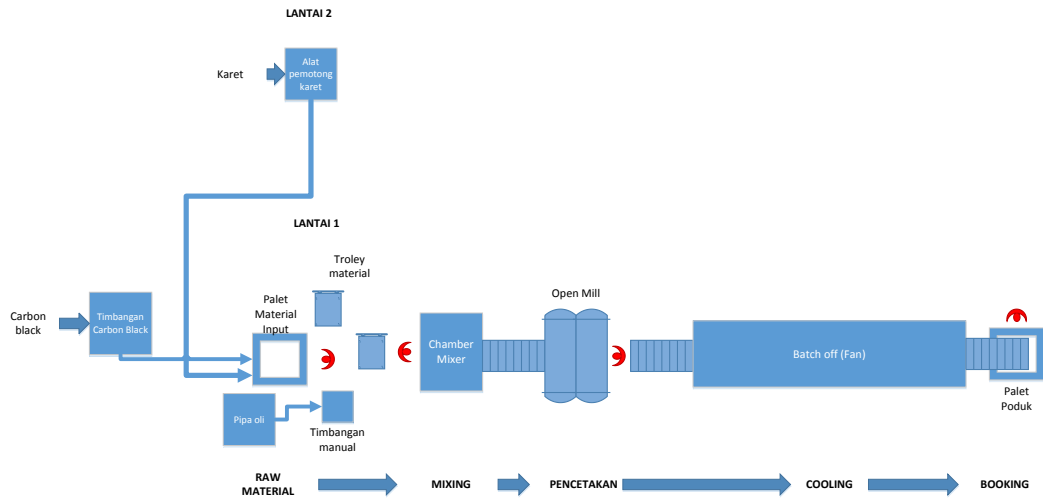 LANTAI 2
Karet
Alat
pemotong
karet
LANTAI 1
Troley
material
Carbon
black
Timbangan
Carbon Black
Palet
Material
Input
Chamber
Mixer
Open Mill
Batch off (Fan)
Palet
Poduk
Pipa oli
Timbangan
manual
RAW
MATERIAL
MIXING
PENCETAKAN
COOLING
BOOKING